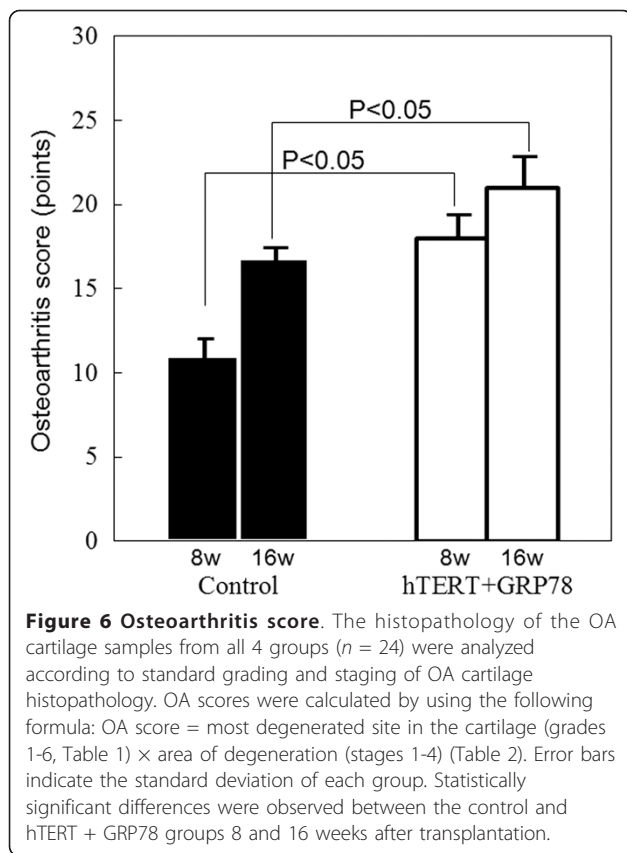 30
25
20
15
10
5
0
Osteoarthritis score (points)
P<0.05
P<0.05
8w 16w 8w 16w
Control hTERT+GRP78
Figure 6 Osteoarthritis score. The histopathology of the OA
cartilage samples from all 4 groups (n = 24) were analyzed
according to standard grading and staging of OA cartilage
histopathology. OA scores were calculated by using the following
formula: OA score = most degenerated site in the cartilage (grades
1-6, Table 1) × area of degeneration (stages 1-4) (Table 2). Error bars
indicate the standard deviation of each group. Statistically
significant differences were observed between the control and
hTERT + GRP78 groups 8 and 16 weeks after transplantation.